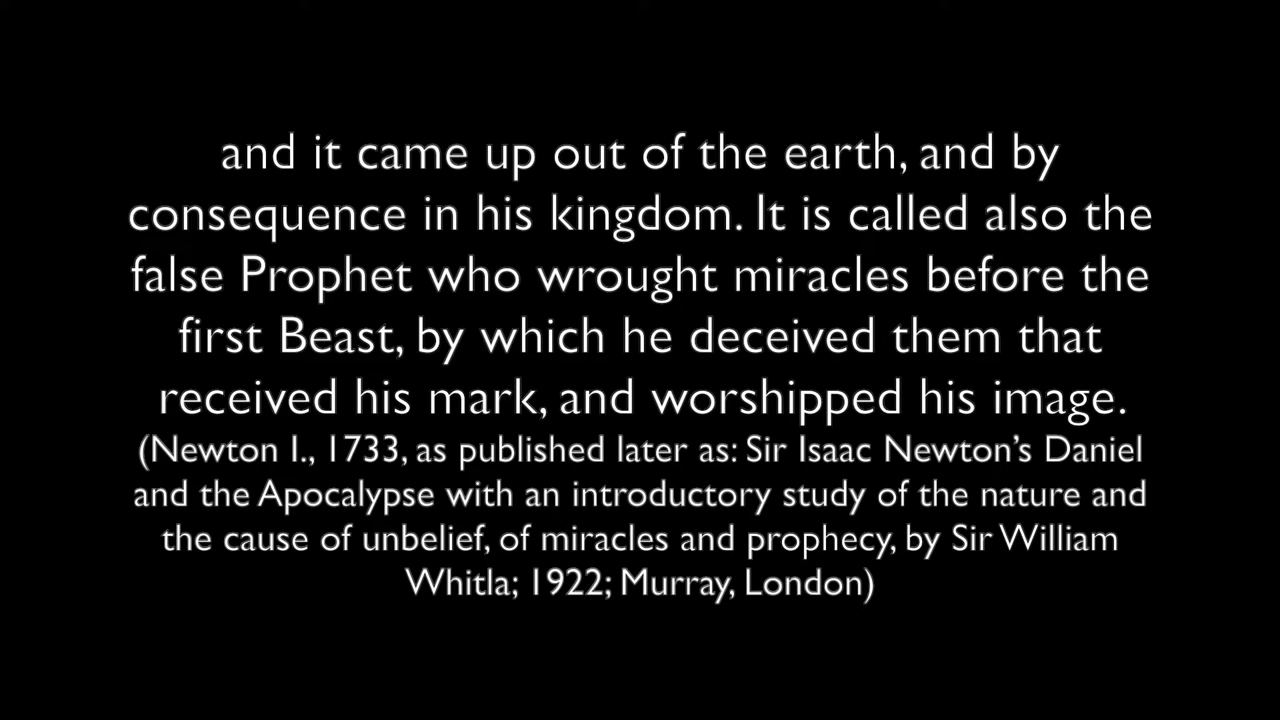 and it came up out of the earth, and by
consequence in his kingdom. It is called also the
false Prophet who wrought miracles before the
first Beast, by which he deceived them that
received his mark, and worshipped his image.
(Newton I., 1733, as published later as: Sir Isaac Newton’s Daniel
and the Apocalypse with an introductory study of the nature and
the cause of unbelief, of miracles and prophecy, by Sir William
Whitla; 1922; Murray, London)